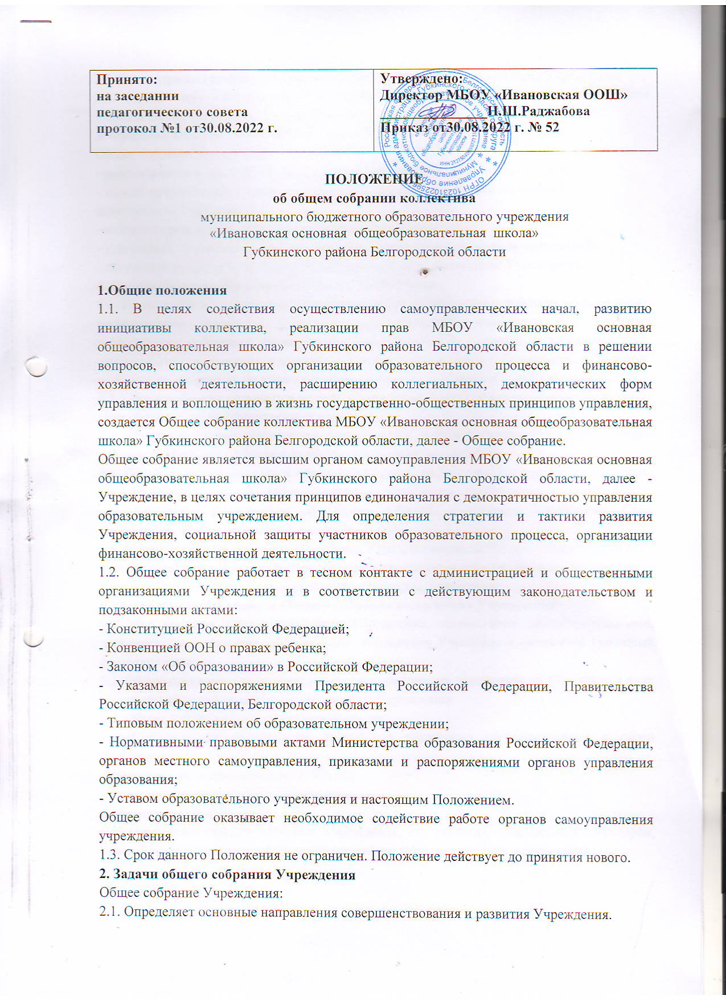 Принято:
на заседании
педагогического совета
протокол №1 от30.08.2022 г.
Утверждено:
Директор МБОУ «Ивановская ООШ»
Н.Ш.Раджабова
Приказ от30.08.2022 г. № 52
ПОЛОЖЕНИЕ
об общем собрании коллектива
муниципального бюджетного образовательного учреждения
«Ивановская основная общеобразовательная школа»
Губкинского района Белгородской области
1.Общие положения
1.1. В целях содействия осуществлению самоуправленческих начал, развитию
инициативы коллектива, реализации прав МБОУ «Ивановская основная
общеобразовательная школа» Губкинского района Белгородской области в решении
вопросов, способствующих организации образовательного процесса и финансово-
хозяйственной деятельности, расширению коллегиальных, демократических форм
управления и воплощению в жизнь государственно-общественных принципов управления,
создается Общее собрание коллектива МБОУ «Ивановская основная общеобразовательная
школа» Губкинского района Белгородской области, далее - Общее собрание.
Общее собрание является высшим органом самоуправления МБОУ «Ивановская основная
общеобразовательная школа» Губкинского района Белгородской области, далее -
Учреждение, в целях сочетания принципов единоначалия с демократичностью управления
образовательным учреждением. Для определения стратегии и тактики развития
Учреждения, социальной защиты участников образовательного процесса, организации
финансово-хозяйственной деятельности.
1.2. Общее собрание работает в тесном контакте с администрацией и общественными
организациями Учреждения и в соответствии с действующим законодательством и
подзаконными актами:
- Конституцией Российской Федерацией;
- Конвенцией ООН о правах ребенка;
- Законом «Об образовании» в Российской Федерации;
- Указами и распоряжениями Президента Российской Федерации, Правительства
Российской Федерации, Белгородской области;
- Типовым положением об образовательном учреждении;
- Нормативными правовыми актами Министерства образования Российской Федерации,
органов местного самоуправления, приказами и распоряжениями органов управления
образования;
- Уставом образовательного учреждения и настоящим Положением.
Общее собрание оказывает необходимое содействие работе органов самоуправления
учреждения.
1.3. Срок данного Положения не ограничен. Положение действует до принятия нового.
2. Задачи общего собрания Учреждения
Общее собрание Учреждения:
2.1. Определяет основные направления совершенствования и развития Учреждения.